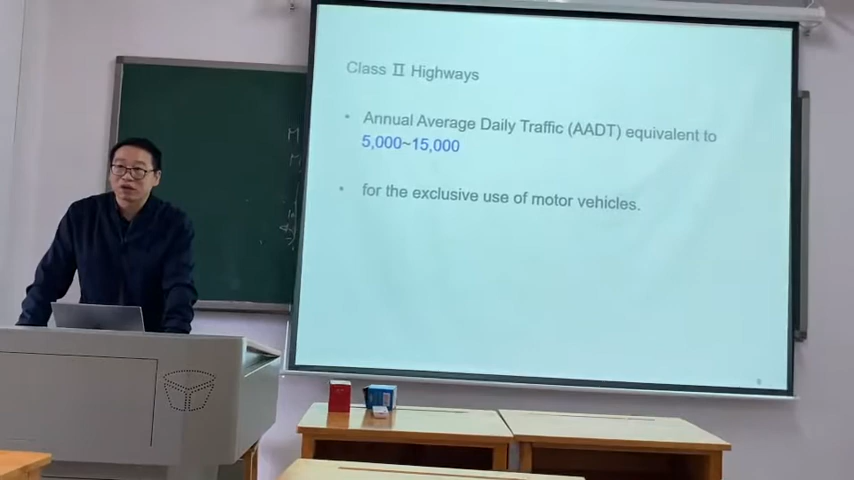 Class Ⅱ Highways
• Annual Average Daily Traffic (AADT) equivalent to
5,000~15,000
• for the exclusive use of motor vehicles.